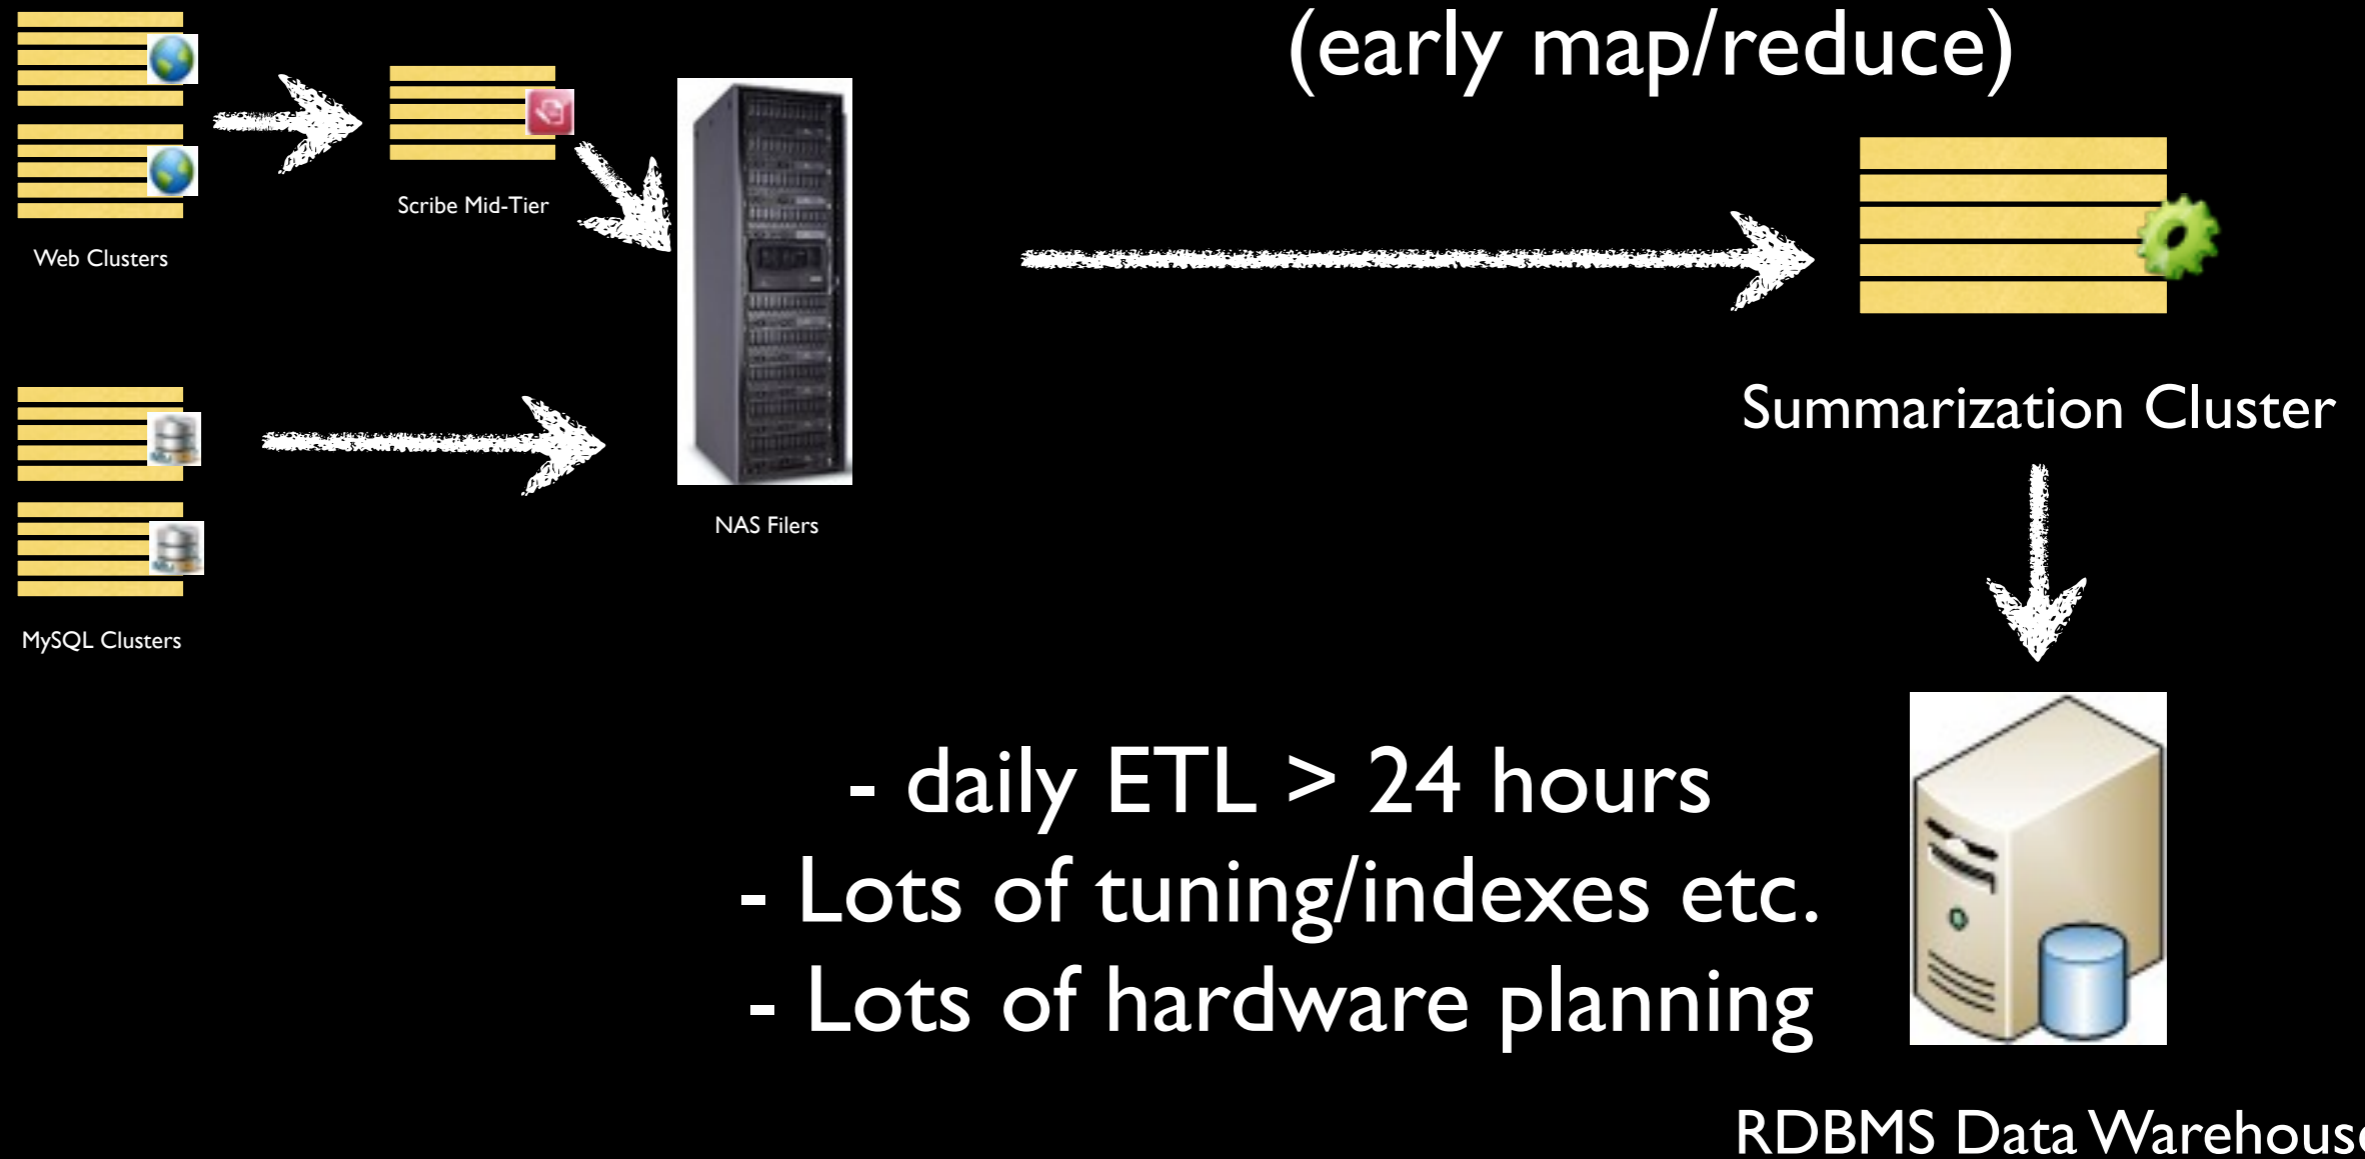 (early map/reduce)
Scribe Mid-Tier
Web Clusters
Summarization Cluster
NAS Filers
MySQL Clusters
- daily ETL > 24 hours
- Lots of tuning/indexes etc.
- Lots of hardware planning
RDBMS Data Warehouse